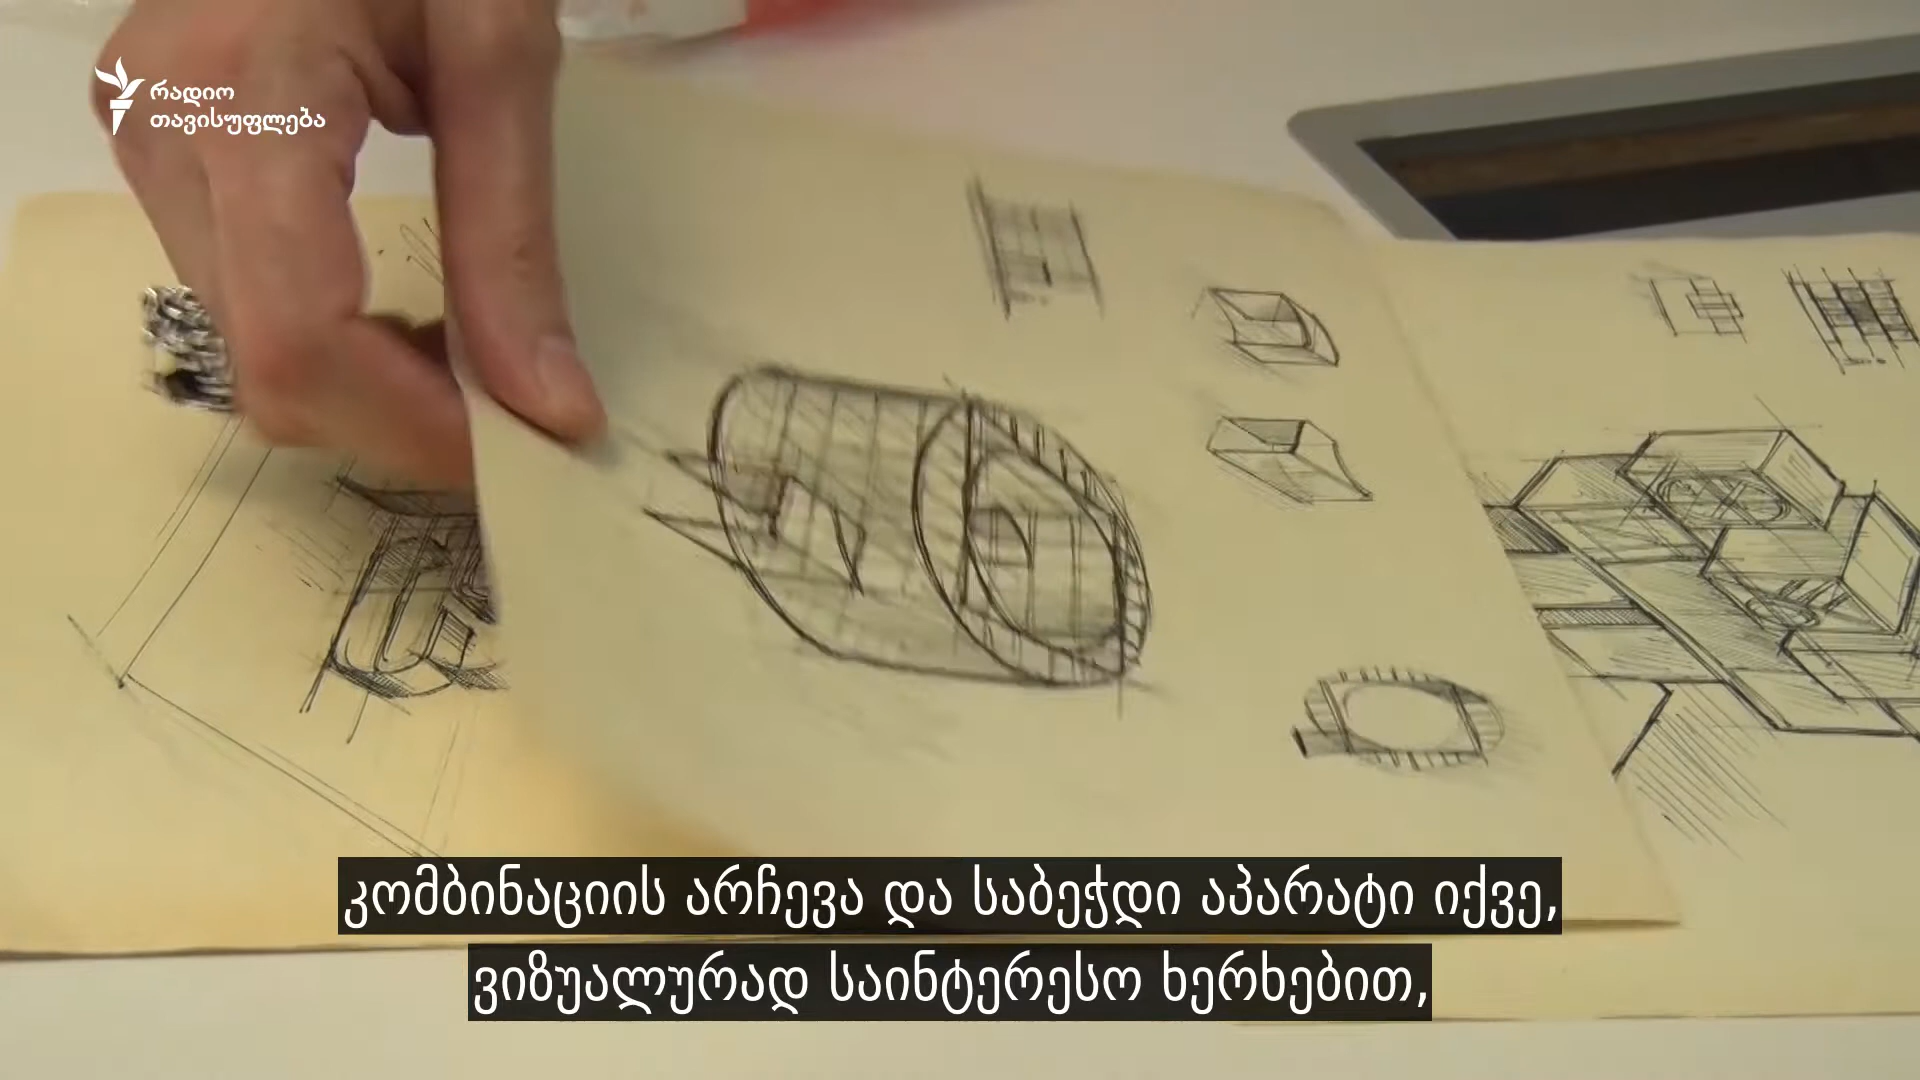 რადიო
თავისუფლება
კომბინაციის არჩევა და საბეჭდი აპარატი იქვე,
ვიზუალურად საინტერესო ხერხებით,